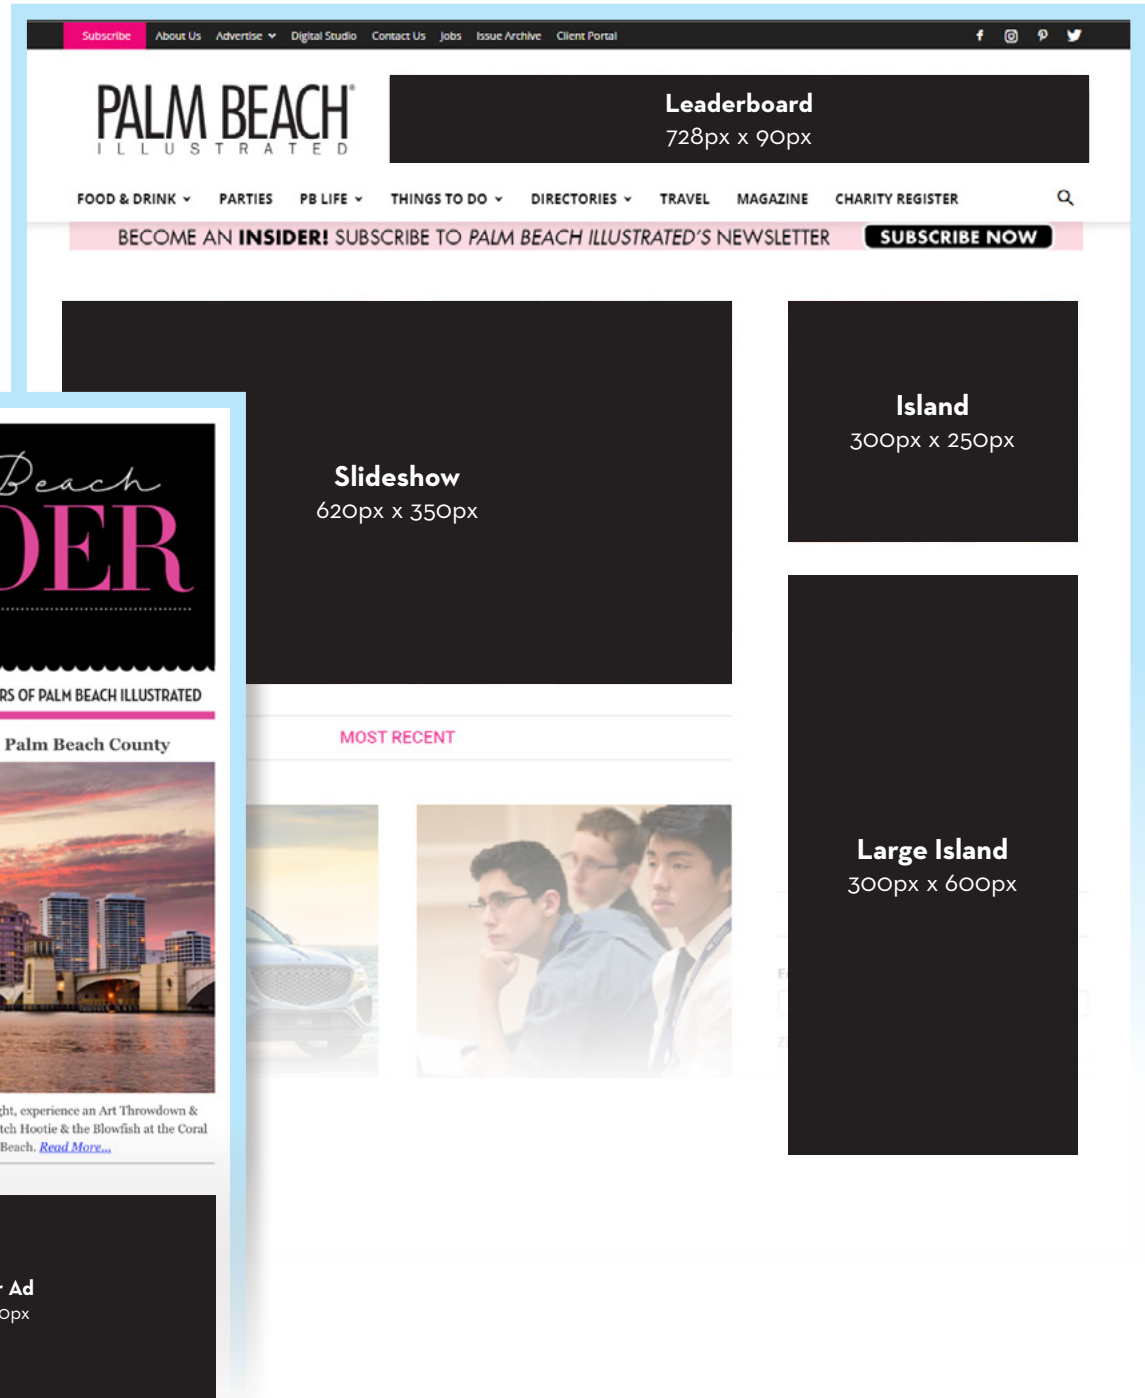 Subscribe About Us Advertise Digital Studio Contact Us Jobs Issue Archive Client Portal
PALM BEACH®
ILLUSTRATED
Leaderboard
728px x 90px
FOOD & DRINK PARTIES PB LIFE THINGS TO DO DIRECTORIES TRAVEL MAGAZINE CHARITY REGISTER
BECOME AN INSIDER! SUBSCRIBE TO PALM BEACH ILLUSTRATED'S NEWSLETTER SUBSCRIBE NOW
Slideshow
620px x 350px
Island
300px x 250px
Large Island
300px x 600px
MOST RECENT
Beach
DER
RS OF PALM BEACH ILLUSTRATED
Palm Beach County
ght, experience an Art Throwdown &
tch Hootie & the Blowfish at the Coral
Beach. Read More...
r Ad
0px